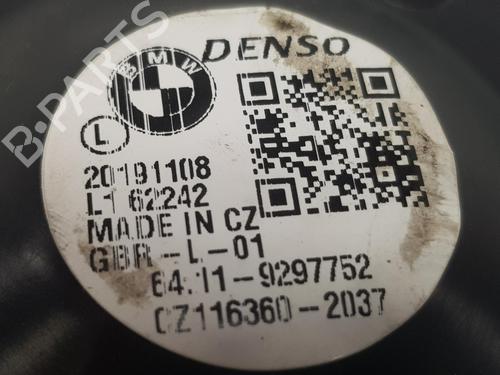 BMW
DENSO
L
20191108
L1 62242
MADE IN CZ
GBR-L-01
64.11-9297752
CZ116360-2037
B-PARTS